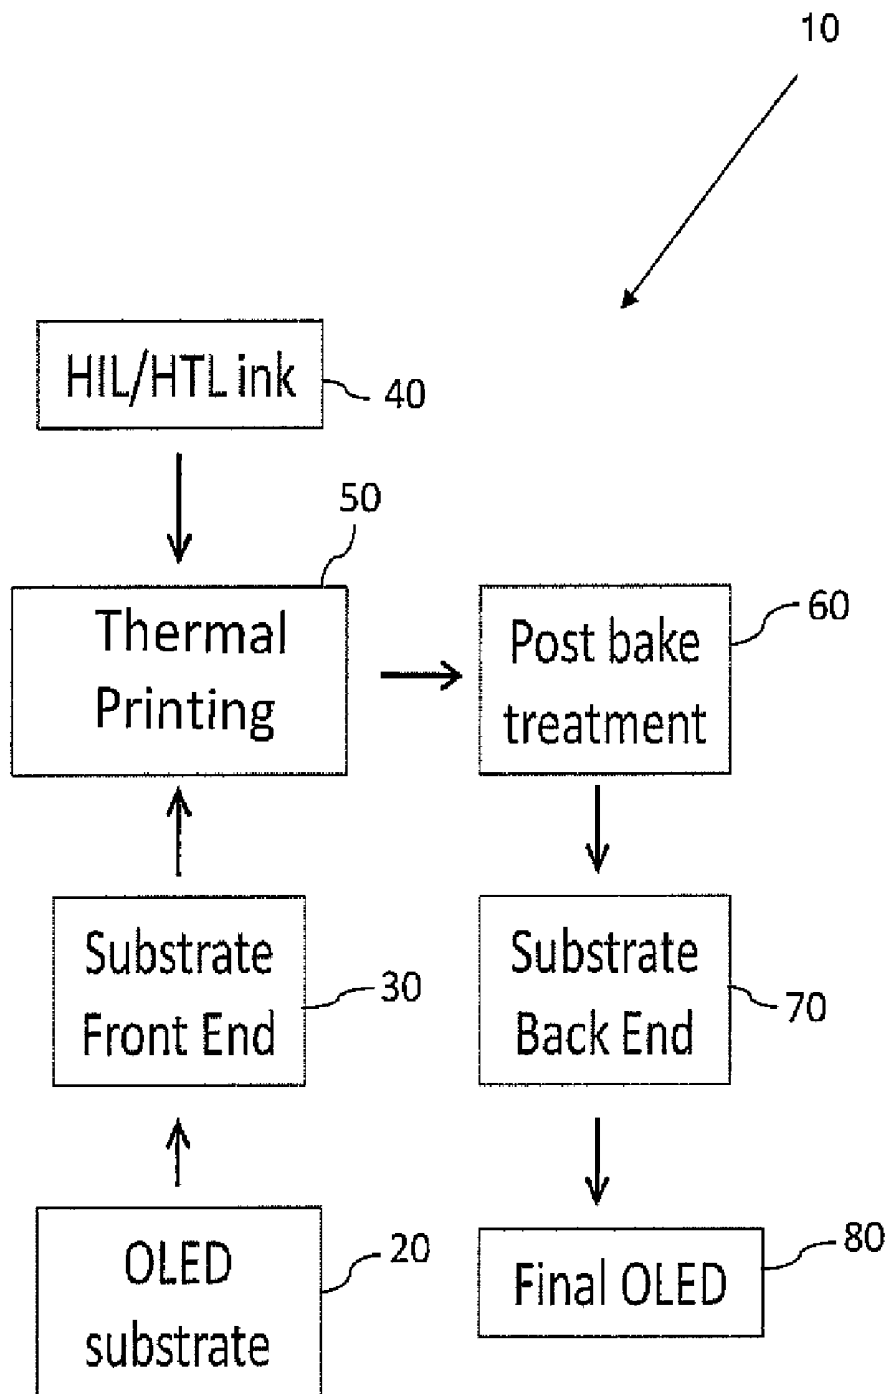 10
HIL/HTL ink
40
50
Thermal
Printing
Post bake
treatment
60
Substrate
Front End
30
Substrate
Back End
70
OLED
substrate
20
Final OLED
80